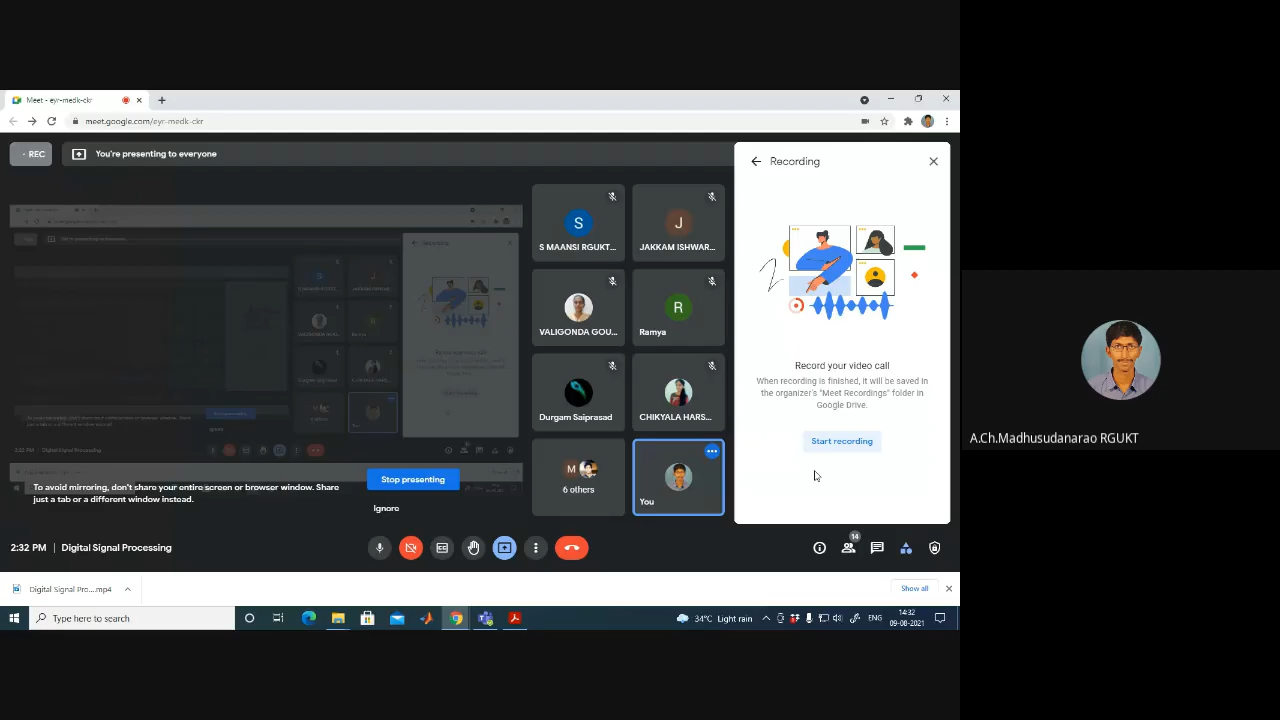 Meet - eyr-medk-ckr
meet.google.com/eyr-medk-ckr
REC
You're presenting to everyone
Recording
S
S MAANSI RGUKT...
J
JAKKAM ISHWAR...
VALIGONDA GOU...
R
Ramya
Durgam Saiprasad
CHIKYALA HARS...
M
6 others
You
Record your video call
When recording is finished, it will be saved in
the organizer's "Meet Recordings" folder in
Google Drive.
Start recording
To avoid mirroring, don't share your entire screen or browser window. Share
just a tab or a different window instead.
Stop presenting
Ignore
2:32 PM | Digital Signal Processing
14
Digital Signal Pro....mp4
Show all
Type here to search
34°C Light rain
ENG
14:32
09-08-2021
A.Ch.Madhusudanarao RGUKT